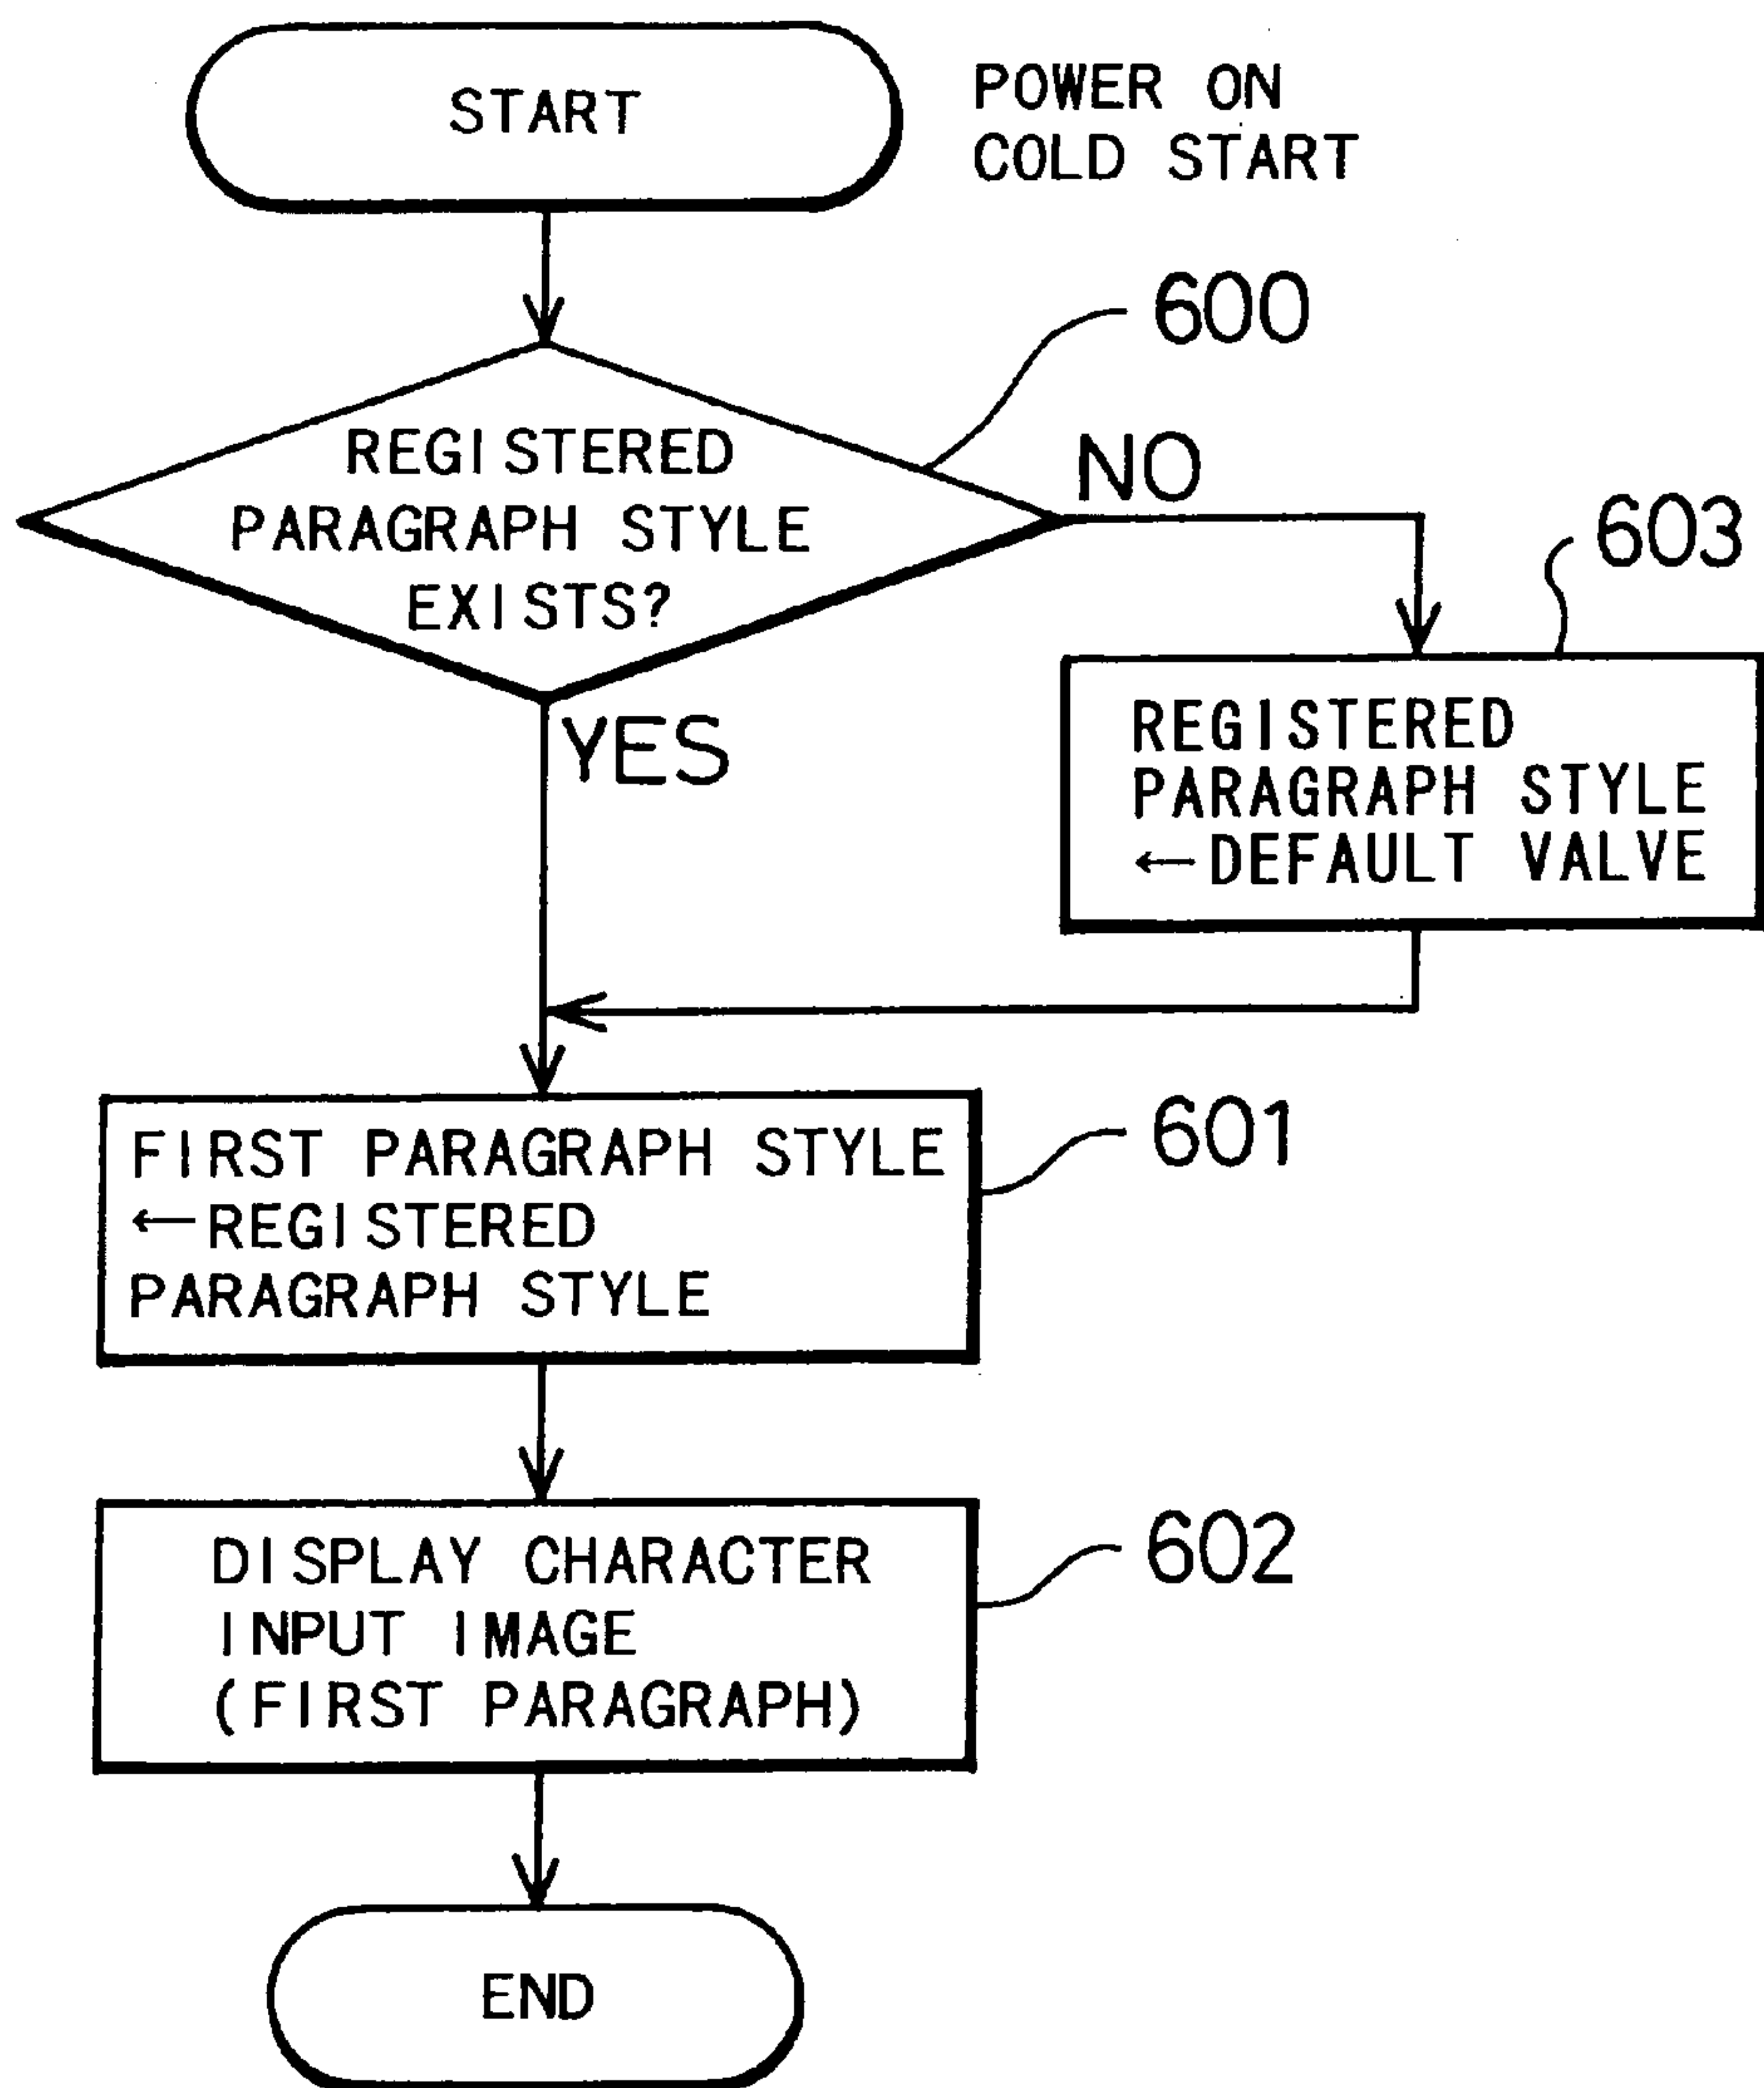 START
POWER ON
COLD START
600
REGISTERED
PARAGRAPH STYLE
EXISTS?
NO
603
YES
REGISTERED
PARAGRAPH STYLE
←DEFAULT VALVE
601
FIRST PARAGRAPH STYLE
←REGISTERED
PARAGRAPH STYLE
602
DISPLAY CHARACTER
INPUT IMAGE
(FIRST PARAGRAPH)
END